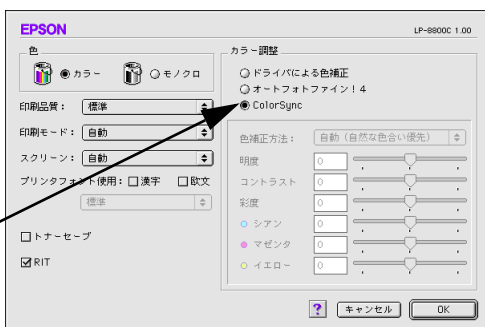 EPSON
LP-8800C 1.00
色
カラー
モノクロ
印刷品質：
標準
印刷モード：
自動
スクリーン：
自動
プリンタフォント使用：
漢字
欧文
標準
トナーセーブ
RIT
カラー調整
ドライバによる色補正
オートフォトファイン！4
ColorSync
色補正方法：
自動（自然な色合い優先）
明度
0
コントラスト
0
彩度
0
シアン
0
マゼンタ
0
イエロー
0
?
キャンセル
OK